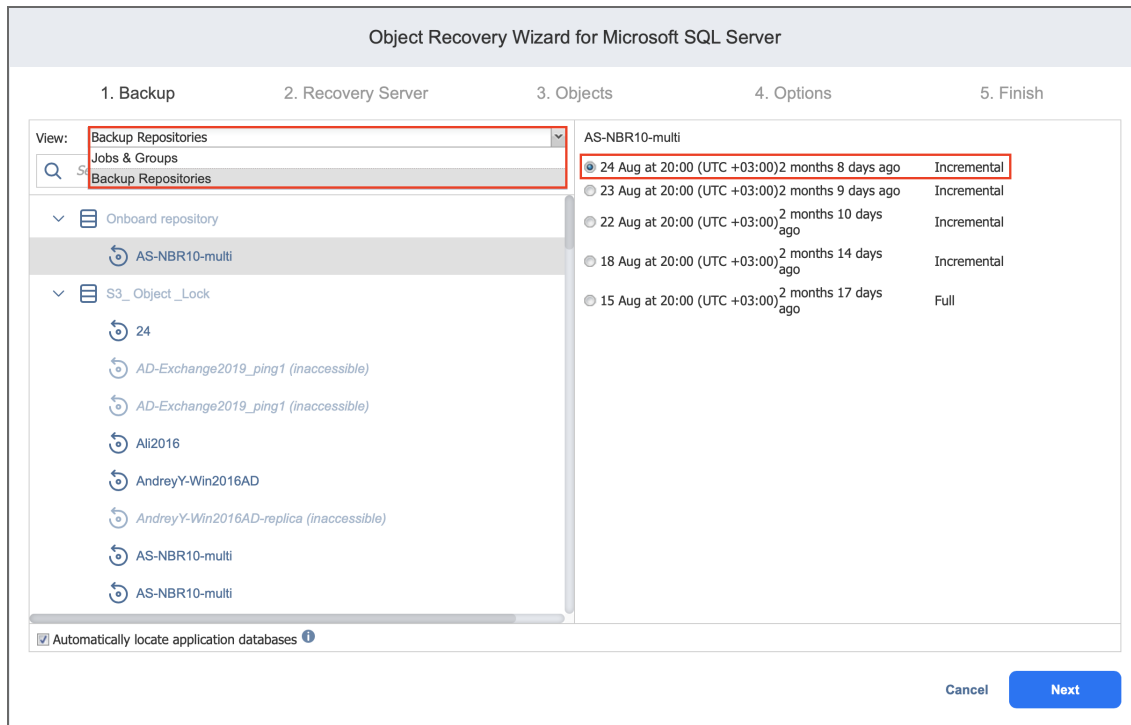 Object Recovery Wizard for Microsoft SQL Server
1. Backup
2. Recovery Server
3. Objects
4. Options
5. Finish
View:
Backup Repositories
Jobs & Groups
Backup Repositories
Onboard repository
AS-NBR10-multi
S3_ Object _Lock
24
AD-Exchange2019_ping1 (inaccessible)
AD-Exchange2019_ping1 (inaccessible)
Ali2016
AndreyY-Win2016AD
AndreyY-Win2016AD-replica (inaccessible)
AS-NBR10-multi
AS-NBR10-multi
Automatically locate application databases
AS-NBR10-multi
24 Aug at 20:00 (UTC +03:00)2 months 8 days ago Incremental
23 Aug at 20:00 (UTC +03:00)2 months 9 days ago Incremental
22 Aug at 20:00 (UTC +03:00)2 months 10 days
ago
Incremental
18 Aug at 20:00 (UTC +03:00)2 months 14 days
ago
Incremental
15 Aug at 20:00 (UTC +03:00)2 months 17 days
ago
Full
Cancel
Next